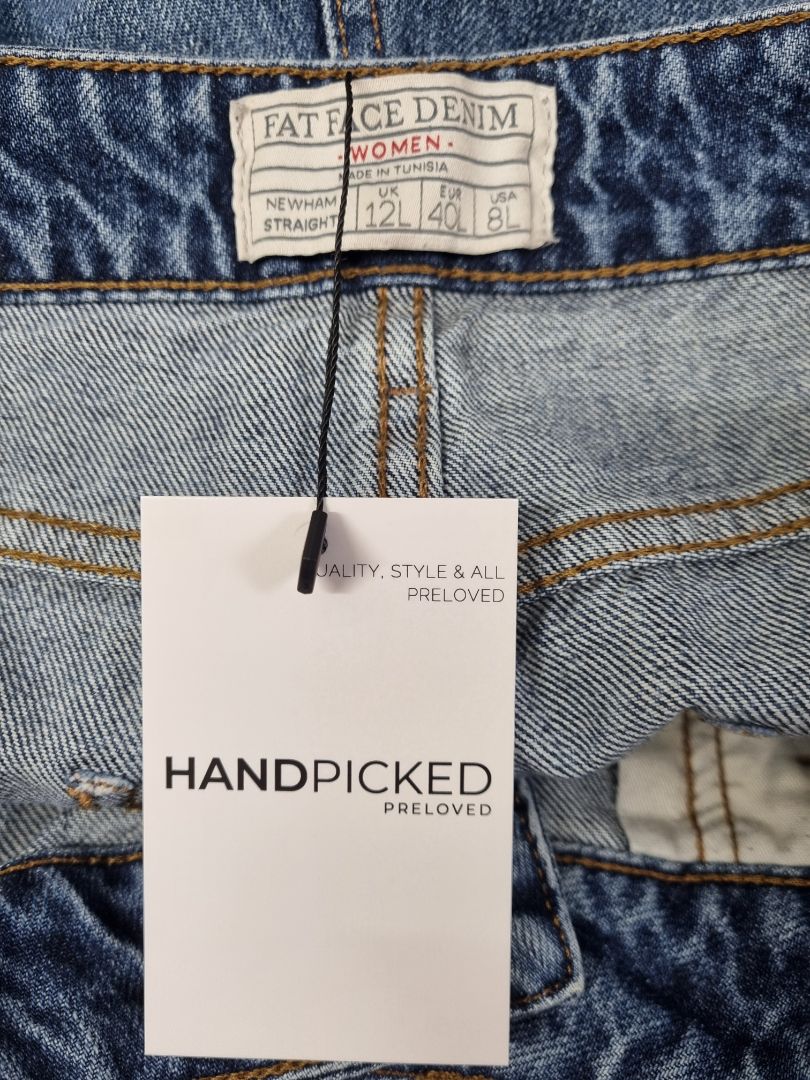 FAT FACE DENIM
- WOMEN -
MADE IN TUNISIA
NEWHAM STRAIGHT
UK 12L
EUR 40L
USA 8L
QUALITY, STYLE & ALL
PRELOVED
HANDPICKED
PRELOVED